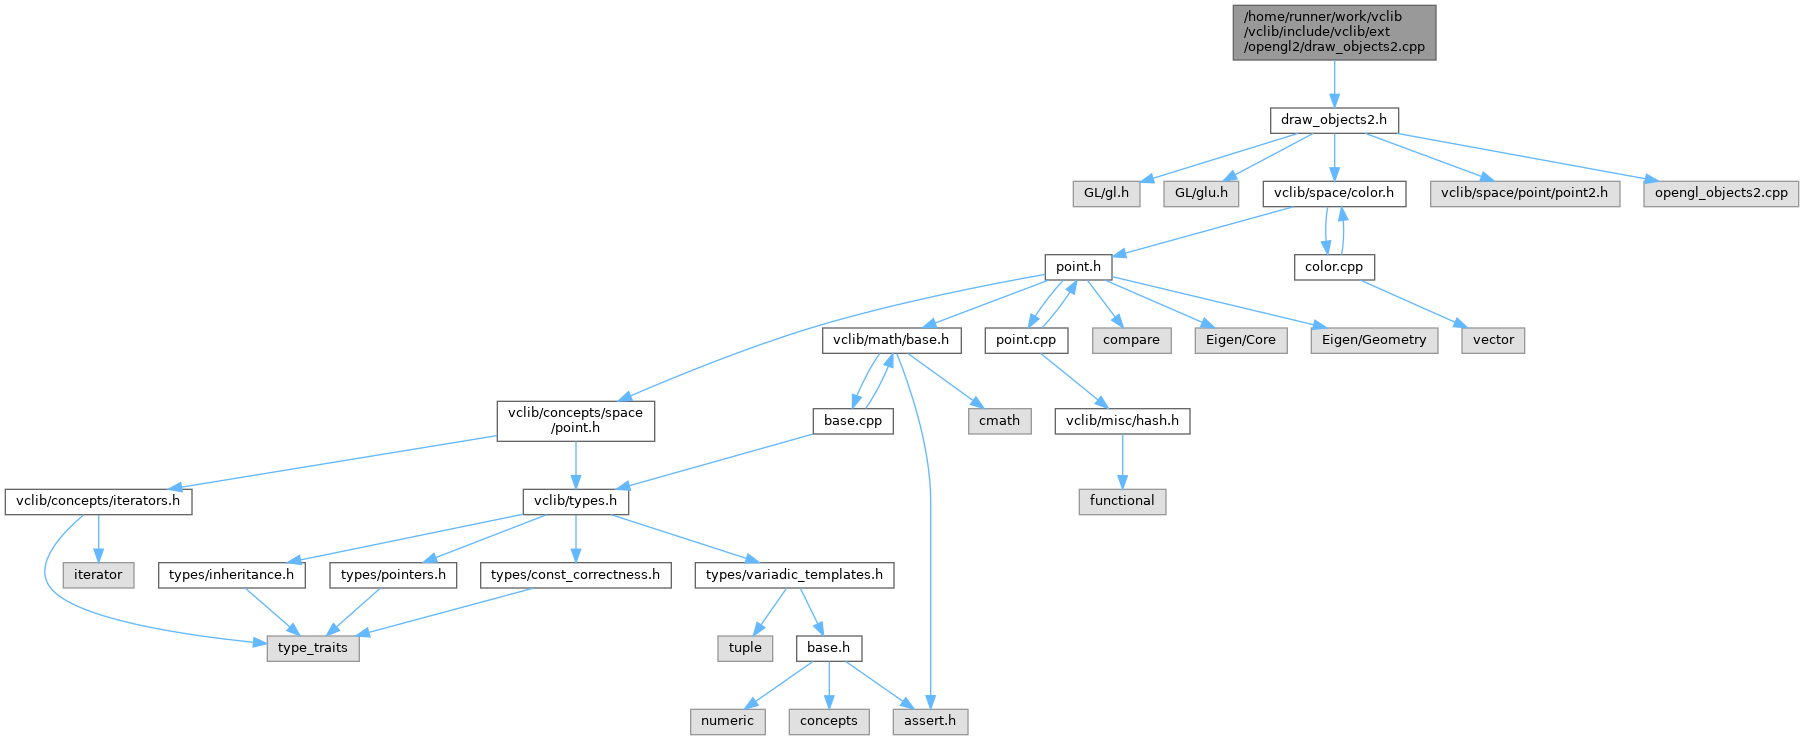 /home/runner/work/vclib
/vclib/include/vclib/ext
/opengl2/draw_objects2.cpp
draw_objects2.h
GL/gl.h
GL/glu.h
vclib/space/color.h
vclib/space/point/point2.h
opengl_objects2.cpp
point.h
color.cpp
vclib/math/base.h
point.cpp
compare
Eigen/Core
Eigen/Geometry
vector
vclib/concepts/space
/point.h
base.cpp
cmath
vclib/misc/hash.h
vclib/concepts/iterators.h
vclib/types.h
functional
iterator
types/inheritance.h
types/pointers.h
types/const_correctness.h
types/variadic_templates.h
type_traits
tuple
base.h
numeric
concepts
assert.h